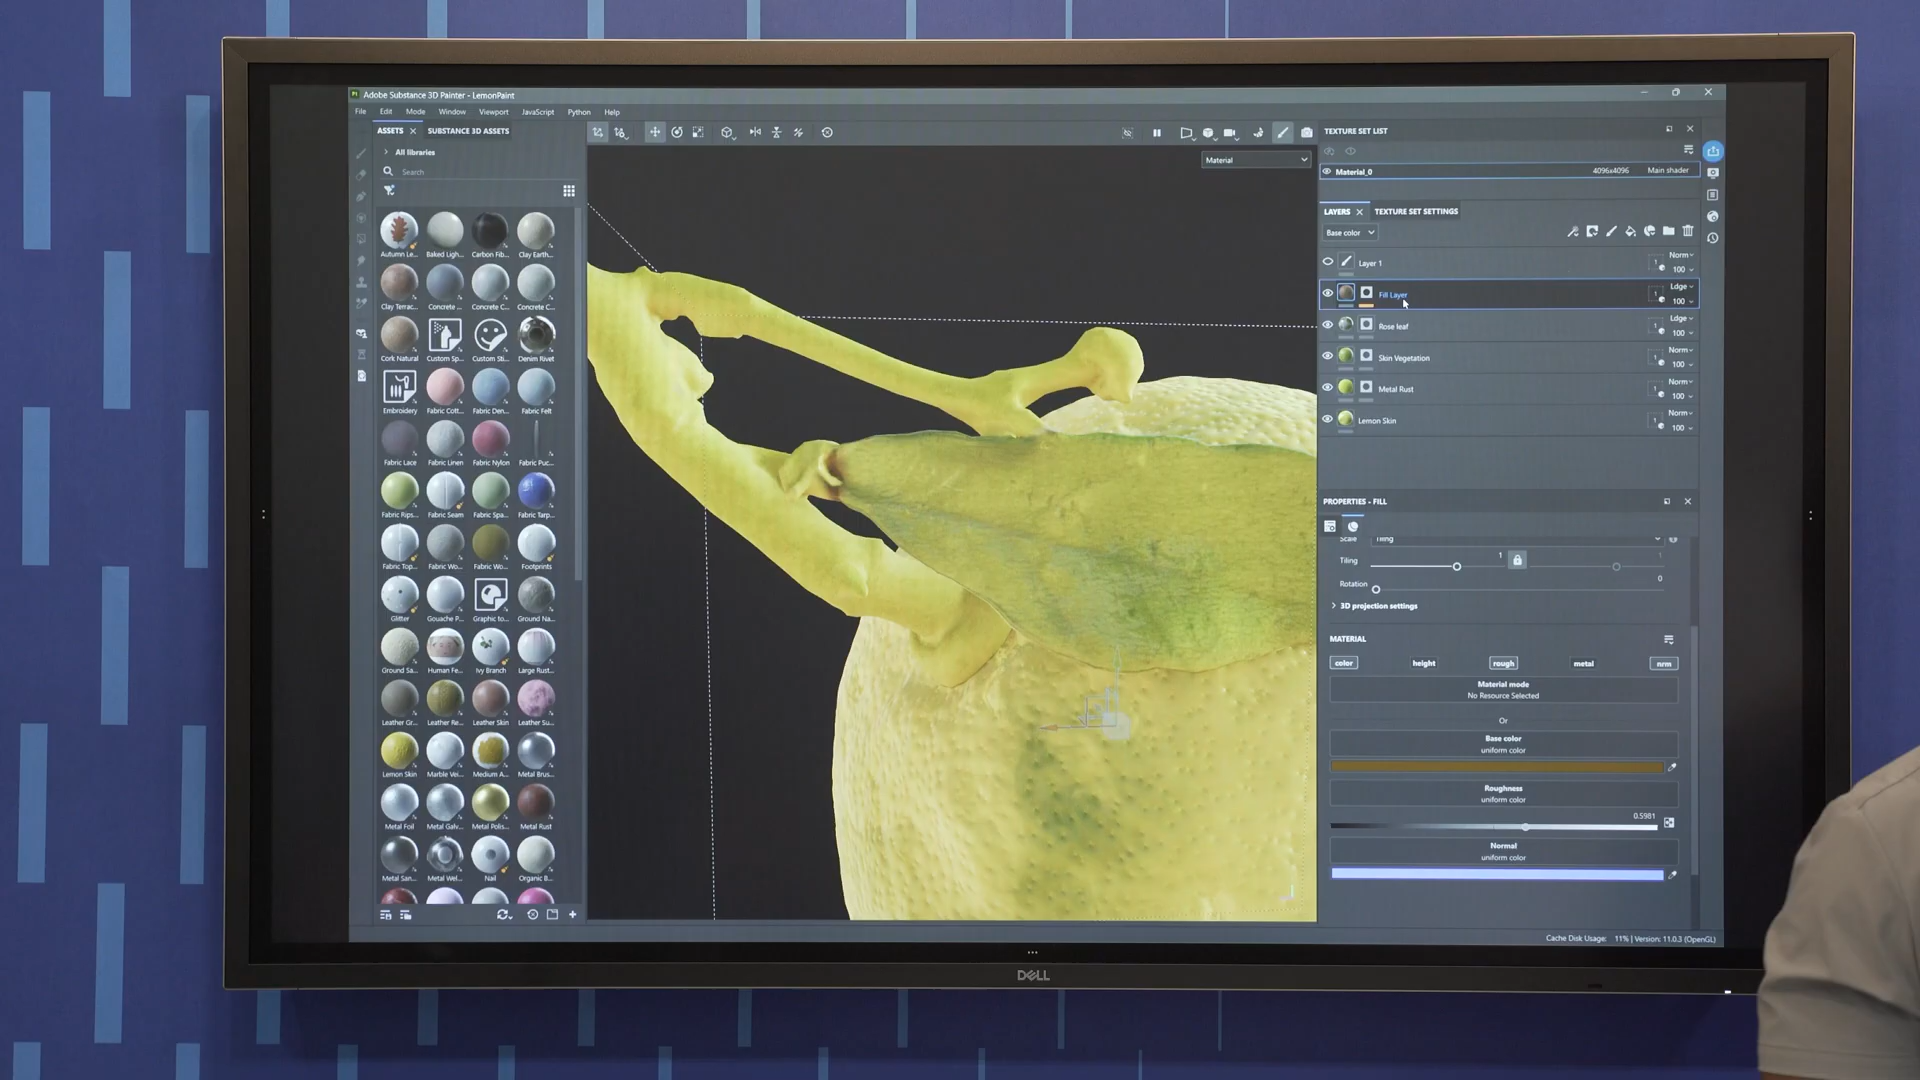 Adobe Substance 3D Painter - LemonPaint
File Edit Mode Window Viewport JavaScript Python Help
ASSETS
SUBSTANCE 3D ASSETS
All libraries
Search
Autumn Le...
Baked Ligh...
Carbon Fib...
Clay Earth...
Clay Terrac...
Concrete ...
Concrete C...
Concrete C...
Cork Natural
Custom Sp...
Custom Sti...
Denim Rivet
Embroidery
Fabric Cott...
Fabric Den...
Fabric Felt
Fabric Lace
Fabric Linen
Fabric Nylon
Fabric Puc...
Fabric Rips...
Fabric Seam
Fabric Spa...
Fabric Tarp...
Fabric Top...
Fabric Wo...
Fabric Wo...
Footprints
Glitter
Gouache P...
Graphic to...
Ground Na...
Ground Sa...
Human Fe...
Ivy Branch
Large Rust...
Leather Gr...
Leather Re...
Leather Skin
Leather Su...
Lemon Skin
Marble Vei...
Medium A...
Metal Brus...
Metal Foil
Metal Galv...
Metal Polis...
Metal Rust
Metal San...
Metal Wel...
Nail
Organic B...
Material
TEXTURE SET LIST
Material_0
4096x4096
Main shader
LAYERS
TEXTURE SET SETTINGS
Base color
Layer 1
Norm
100
Fill Layer
Ldge
100
Rose leaf
Ldge
100
Skin Vegetation
Norm
100
Metal Rust
Norm
100
Lemon Skin
Norm
100
PROPERTIES - FILL
Scale
Tiling
Tiling
1
1
Rotation
0
3D projection settings
MATERIAL
color
height
rough
metal
nrm
Material mode
No Resource Selected
Or
Base color
uniform color
Roughness
uniform color
0.5981
Normal
uniform color
Cache Disk Usage: 11% | Version: 11.0.3 (OpenGL)
DELL